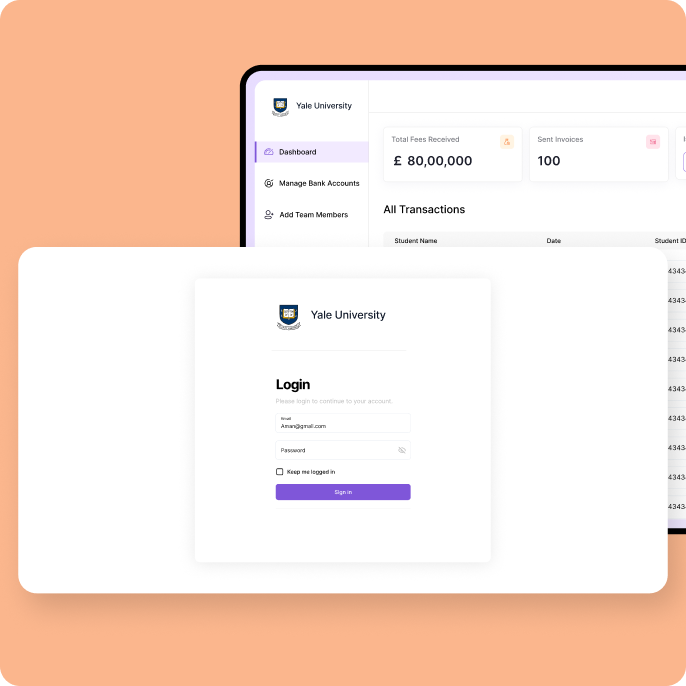 Yale University
Dashboard
Manage Bank Accounts
Add Team Members
Total Fees Received
£ 80,00,000
Sent Invoices
100
All Transactions
Student Name Date Student ID
4343
4343
4343
4343
4343
4343
4343
4343
4343
Yale University
Login
Please login to continue to your account.
Email
Aman@gmail.com
Password
Keep me logged in
Sign in